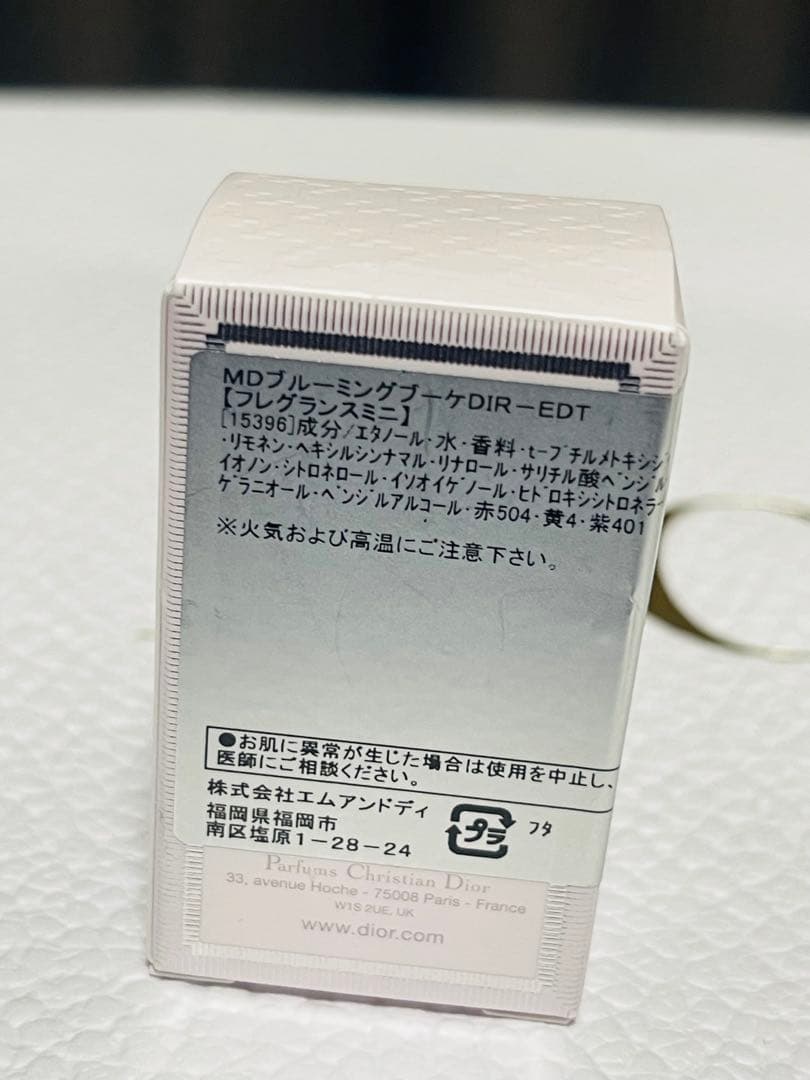 MDブルーミングブーケDIR－EDT
【フレグランスミニ】
[15396]成分/エタノール・水・香料・t-ブチルメトキシジ
・リモネン・ヘキシルシンナマル・リナロール・サリチル酸ベンジル
イオノン・シトロネロール・イソオイゲノール・ヒドロキシシトロネラー
ゲラニオール・ベンジルアルコール・赤504・黄4・紫401
※火気および高温にご注意下さい。
●お肌に異常が生じた場合は使用を中止し、
医師にご相談ください。
株式会社エムアンドディ
福岡県福岡市
南区塩原1－28－24
プラ
フタ
Parfums Christian Dior
33, avenue Hoche - 75008 Paris - France
W1S 2UE, UK
www.dior.com